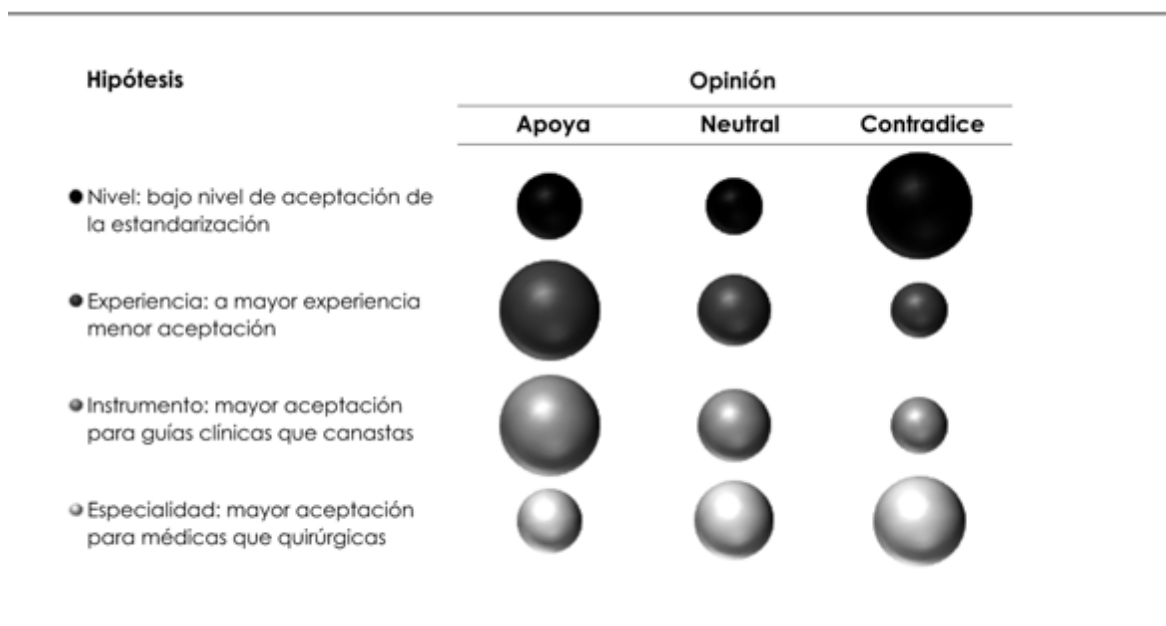 Hipótesis
Opinión
Apoya Neutral Contradice
Nivel: bajo nivel de aceptación de
la estandarización
Experiencia: a mayor experiencia
menor aceptación
Instrumento: mayor aceptación
para guías clínicas que canastas
Especialidad: mayor aceptación
para médicas que quirúrgicas